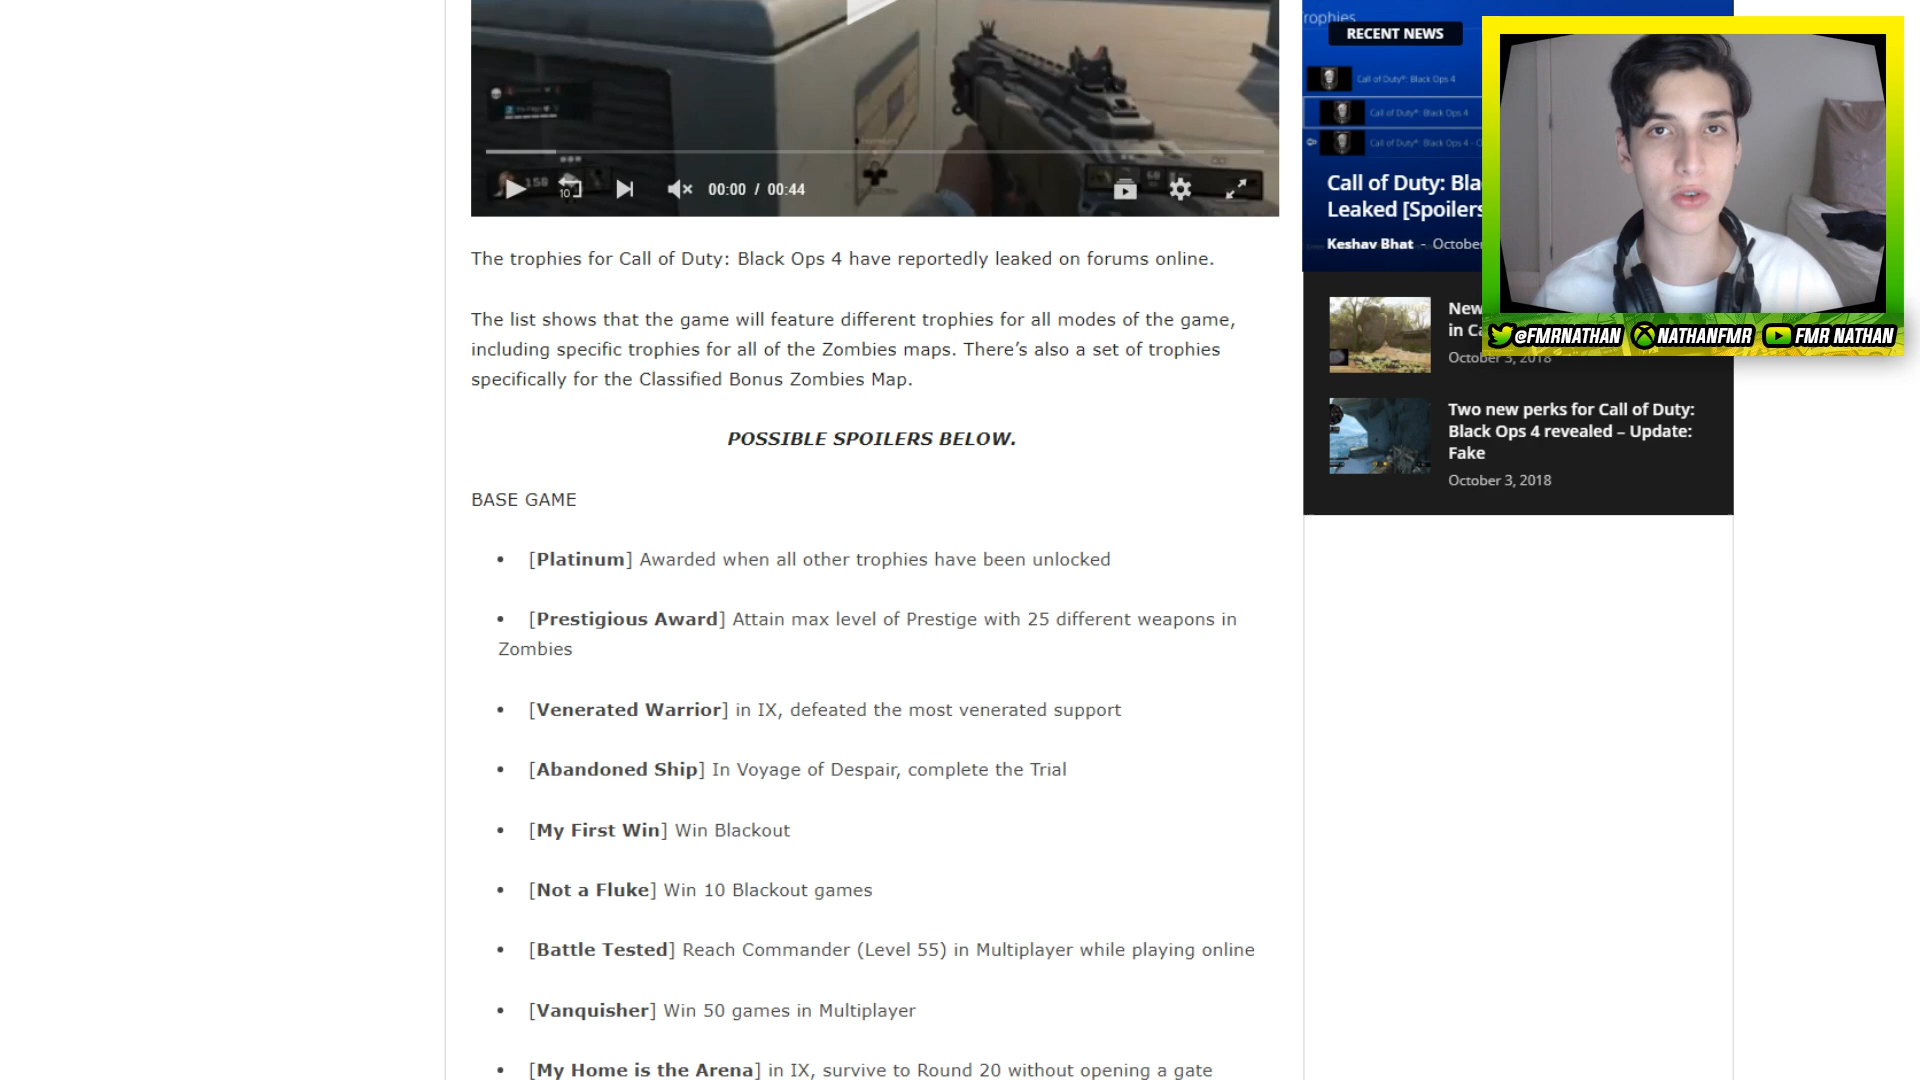 158
10
00:00 / 00:44
The trophies for Call of Duty: Black Ops 4 have reportedly leaked on forums online.
The list shows that the game will feature different trophies for all modes of the game,
including specific trophies for all of the Zombies maps. There’s also a set of trophies
specifically for the Classified Bonus Zombies Map.
POSSIBLE SPOILERS BELOW.
BASE GAME
• [Platinum] Awarded when all other trophies have been unlocked
• [Prestigious Award] Attain max level of Prestige with 25 different weapons in
Zombies
• [Venerated Warrior] in IX, defeated the most venerated support
• [Abandoned Ship] In Voyage of Despair, complete the Trial
• [My First Win] Win Blackout
• [Not a Fluke] Win 10 Blackout games
• [Battle Tested] Reach Commander (Level 55) in Multiplayer while playing online
• [Vanquisher] Win 50 games in Multiplayer
• [My Home is the Arena] in IX, survive to Round 20 without opening a gate
rophies
RECENT NEWS
Call of Duty®: Black Ops 4
Call of Duty®: Black Ops 4
Call of Duty®: Black Ops 4 - C
Call of Duty: Bla
Leaked [Spoilers
Keshav Bhat - October
New
in Ca
October 3, 2018
Two new perks for Call of Duty:
Black Ops 4 revealed – Update:
Fake
October 3, 2018
@FMRNATHAN NATHANFMR FMR NATHAN